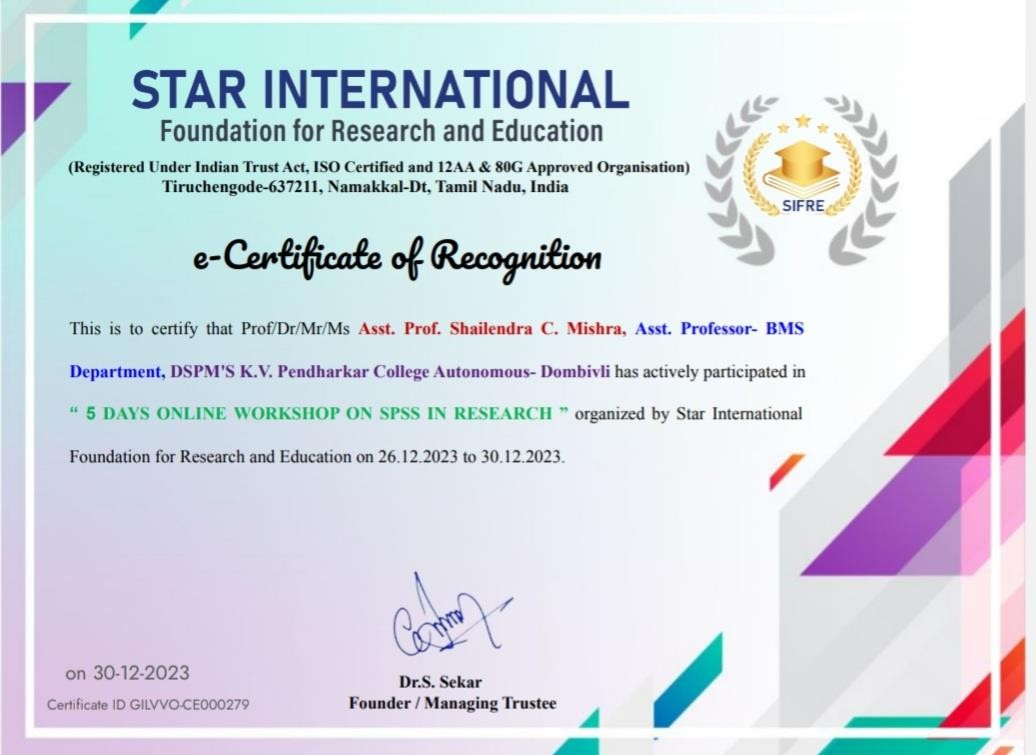 STAR INTERNATIONAL
Foundation for Research and Education
(Registered Under Indian Trust Act, ISO Certified and 12AA & 80G Approved Organisation)
Tiruchengode-637211, Namakkal-Dt, Tamil Nadu, India
SIFRE
e-Certificate of Recognition
This is to certify that Prof/Dr/Mr/Ms Asst. Prof. Shailendra C. Mishra, Asst. Professor- BMS
Department, DSPM'S K.V. Pendharkar College Autonomous- Dombivli has actively participated in
“ 5 DAYS ONLINE WORKSHOP ON SPSS IN RESEARCH ” organized by Star International
Foundation for Research and Education on 26.12.2023 to 30.12.2023.
on 30-12-2023
Certificate ID GILVVO-CE000279
Dr.S. Sekar
Founder / Managing Trustee